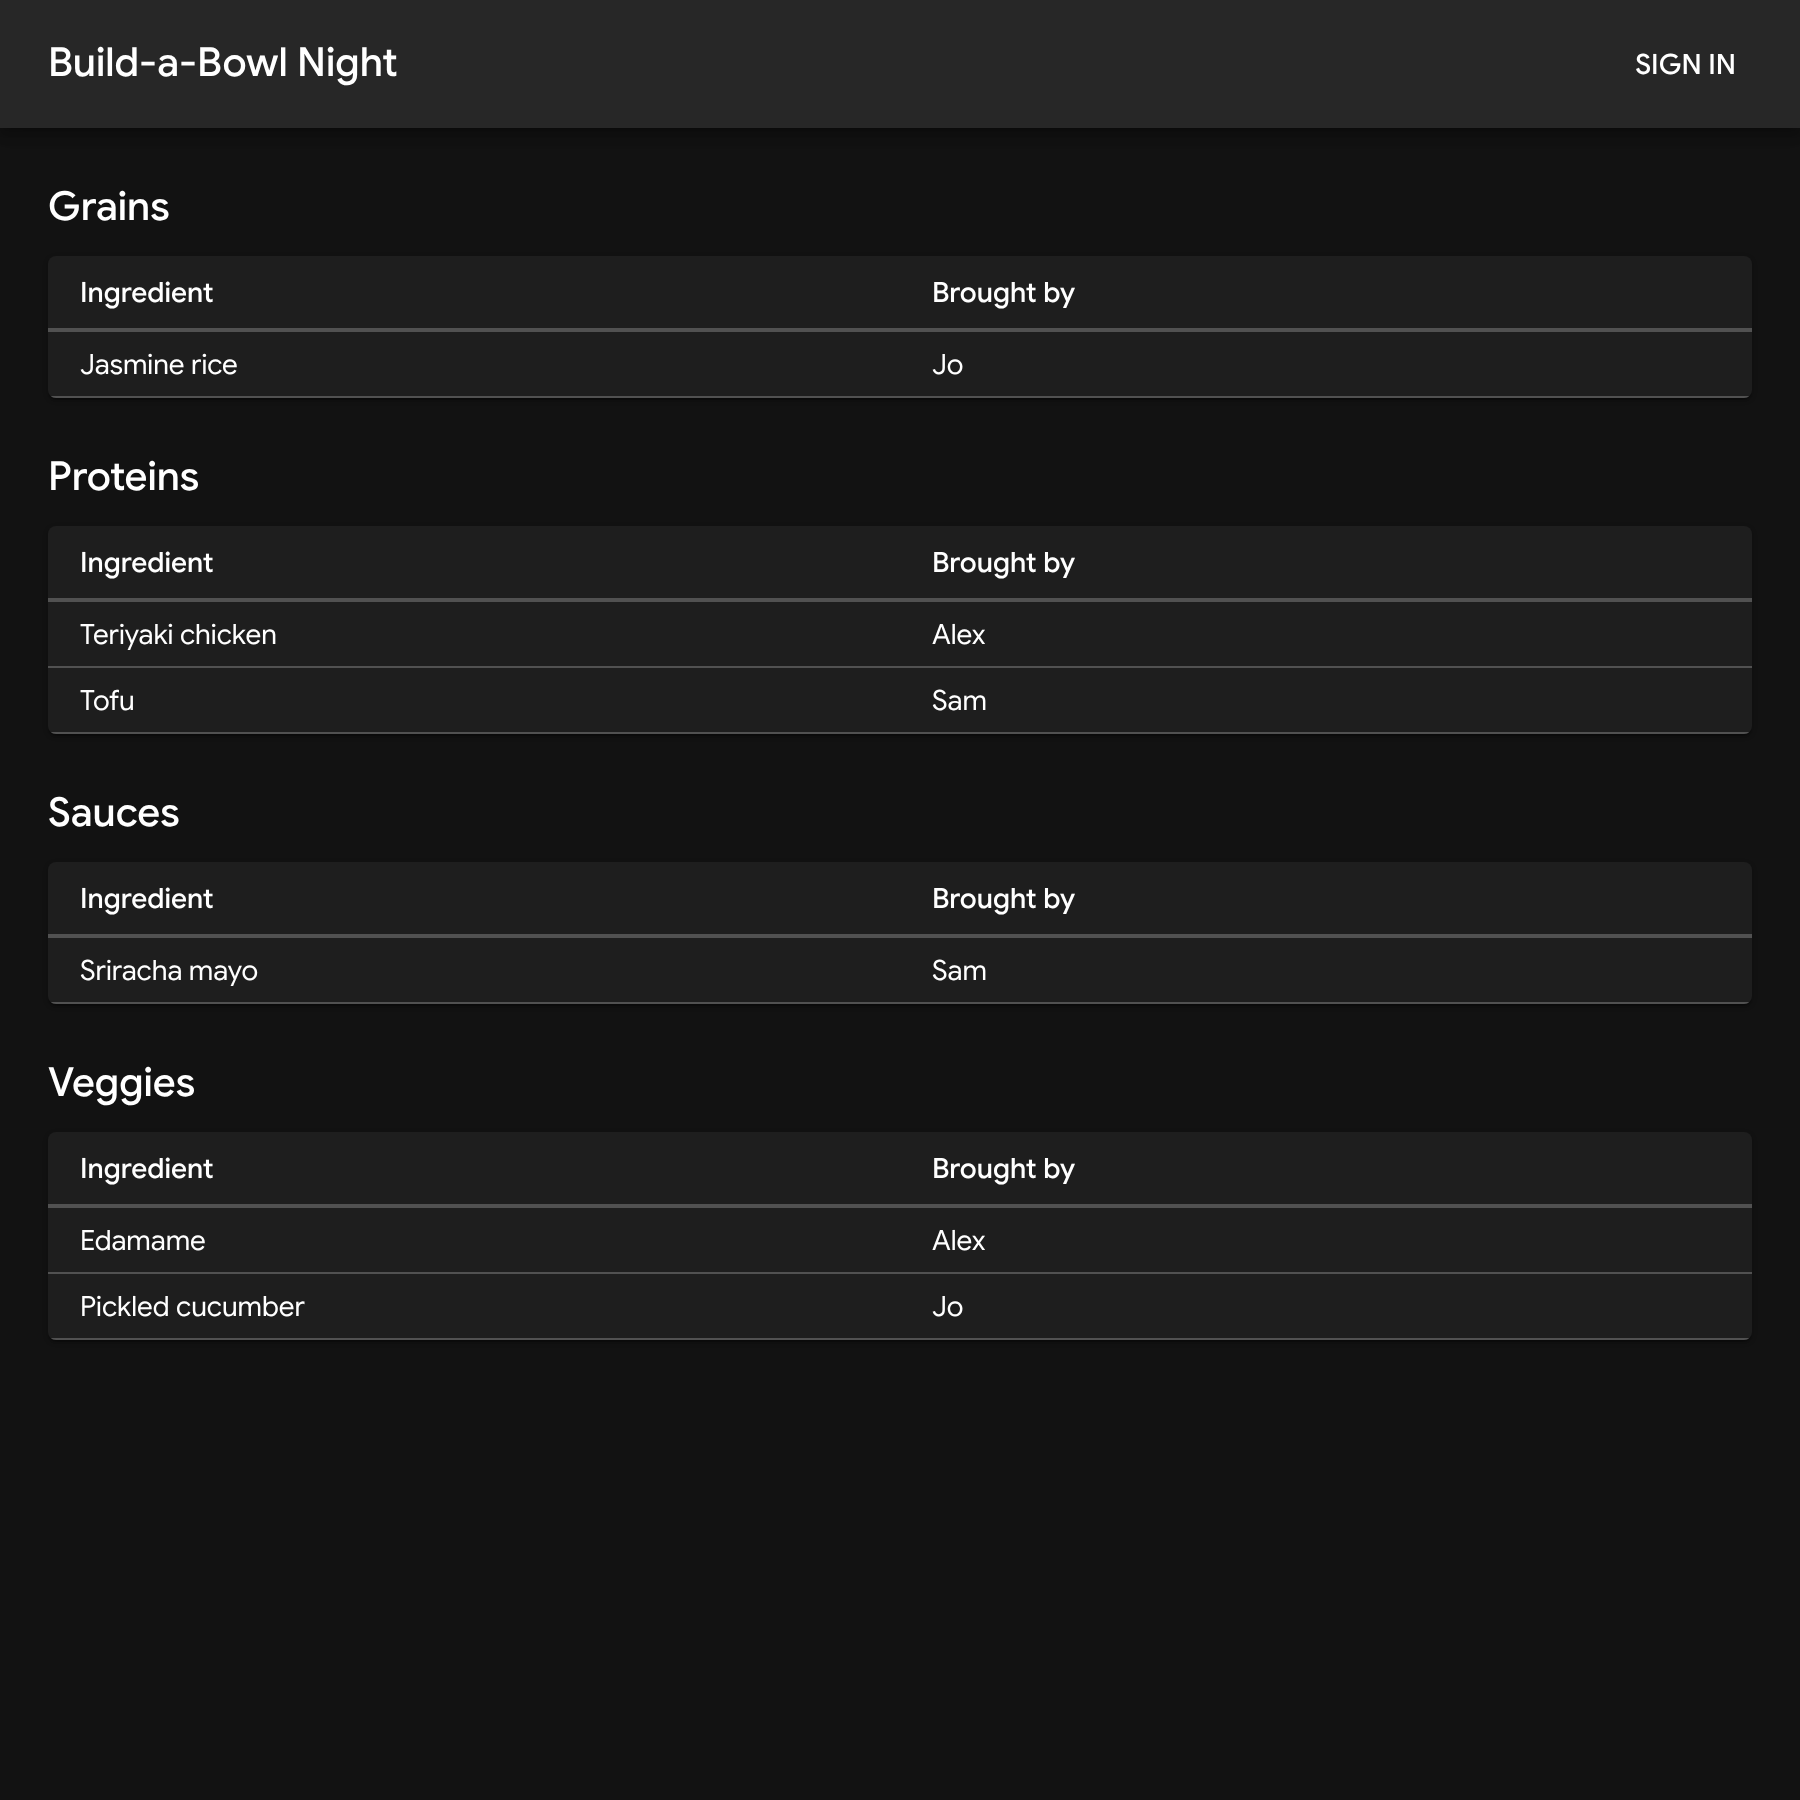 Build-a-Bowl Night SIGN IN
Grains
Ingredient Brought by
Jasmine rice Jo
Proteins
Ingredient Brought by
Teriyaki chicken Alex
Tofu Sam
Sauces
Ingredient Brought by
Sriracha mayo Sam
Veggies
Ingredient Brought by
Edamame Alex
Pickled cucumber Jo